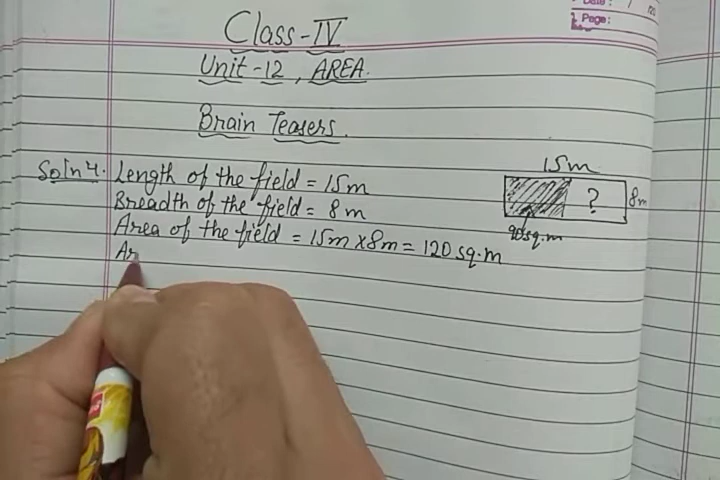 Date: /
Page:
Class-IV
Unit-12, AREA.
Brain Teasers.
Soln 4. Length of the field = 15m
Breadth of the field = 8m
Area of the field = 15m x 8m = 120 sq.m
Ar
15m
? 8m
90sq.m